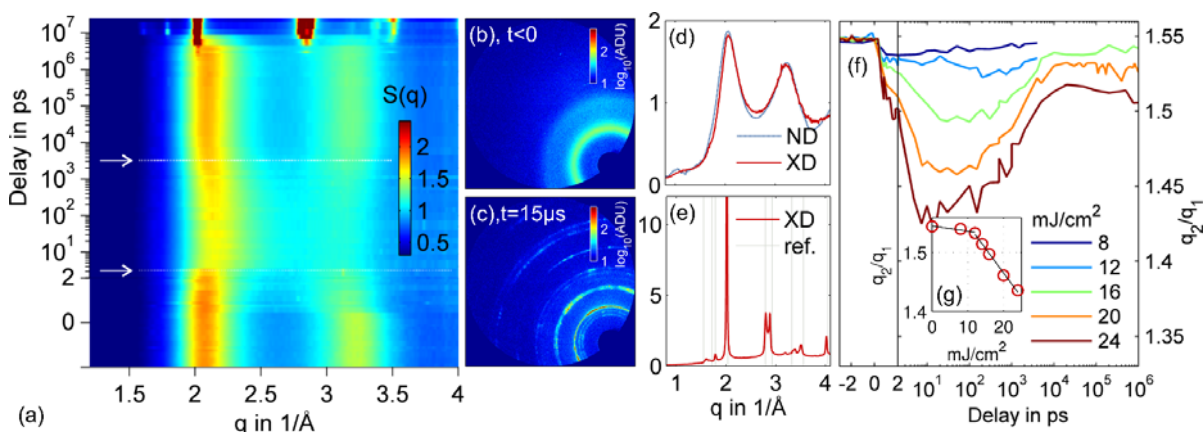 10⁷
10⁶
10⁵
10⁴
10³
10²
10¹
2
0
Delay in ps
S(q)
2
1.5
1
0.5
1.5 2 2.5 3 3.5 4
q in 1/Å
(a)
(b), t<0
2
1
log₁₀(ADU)
(c),t=15µs
2
1
log₁₀(ADU)
(d)
2
1
0
ND
XD
(e)
10
5
0
XD
ref.
1 2 3 4
q in 1/Å
(f)
1.55
1.5
1.45
1.4
1.35
q₂/q₁
mJ/cm²
8
12
16
20
24
(g)
q₂/q₁
1.5
1.4
0 10 20
mJ/cm²
-2 0 2 10¹ 10² 10³ 10⁴ 10⁵ 10⁶
Delay in ps